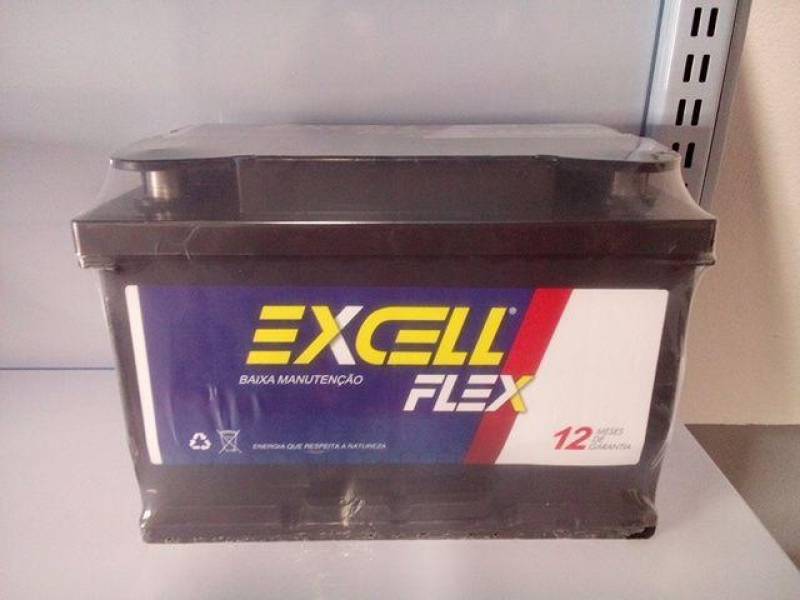 EXCELL®
BAIXA MANUTENÇÃO
FLEX
ENERGIA QUE RESPEITA A NATUREZA
12 MESES
DE
GARANTIA